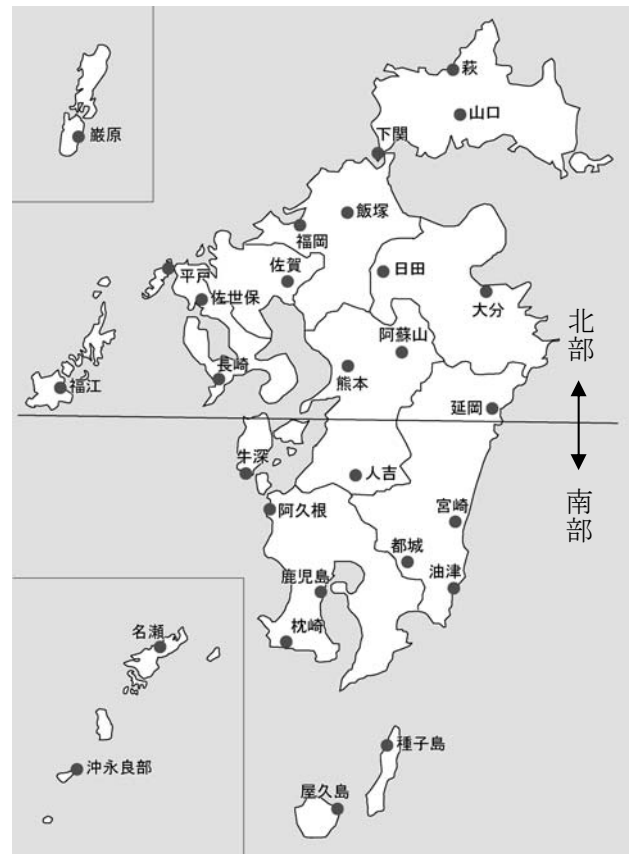 萩
山口
下関
厳原
飯塚
福岡
佐賀
日田
平戸
佐世保
大分
阿蘇山
長崎
熊本
福江
延岡
北部
南部
牛深
人吉
阿久根
宮崎
都城
鹿児島
油津
枕崎
名瀬
種子島
沖永良部
屋久島